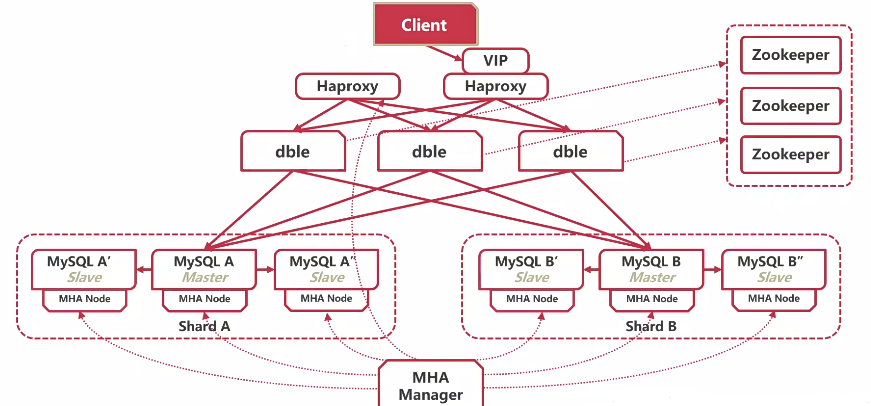 Client
VIP
Haproxy
Haproxy
Zookeeper
Zookeeper
Zookeeper
dble
dble
dble
MySQL A’
Slave
MHA Node
MySQL A
Master
MHA Node
MySQL A”
Slave
MHA Node
Shard A
MySQL B’
Slave
MHA Node
MySQL B
Master
MHA Node
MySQL B”
Slave
MHA Node
Shard B
MHA
Manager